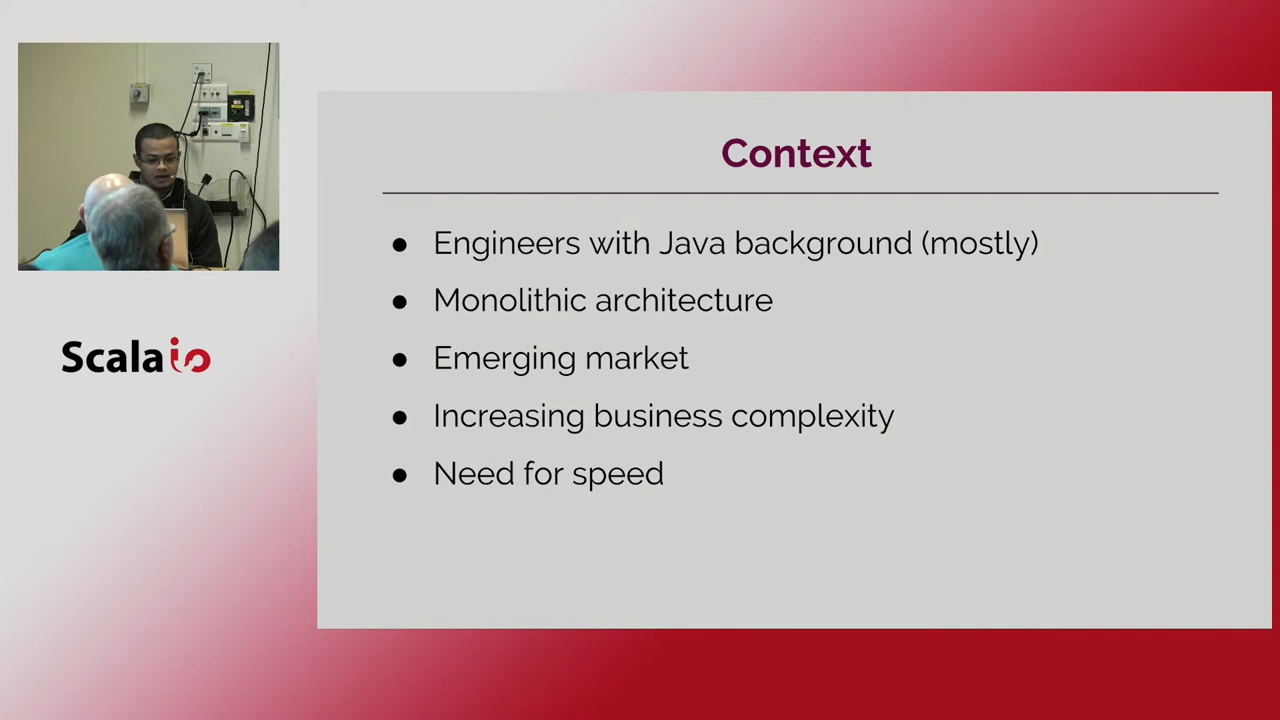 Context
● Engineers with Java background (mostly)
● Monolithic architecture
● Emerging market
● Increasing business complexity
● Need for speed
Scala io